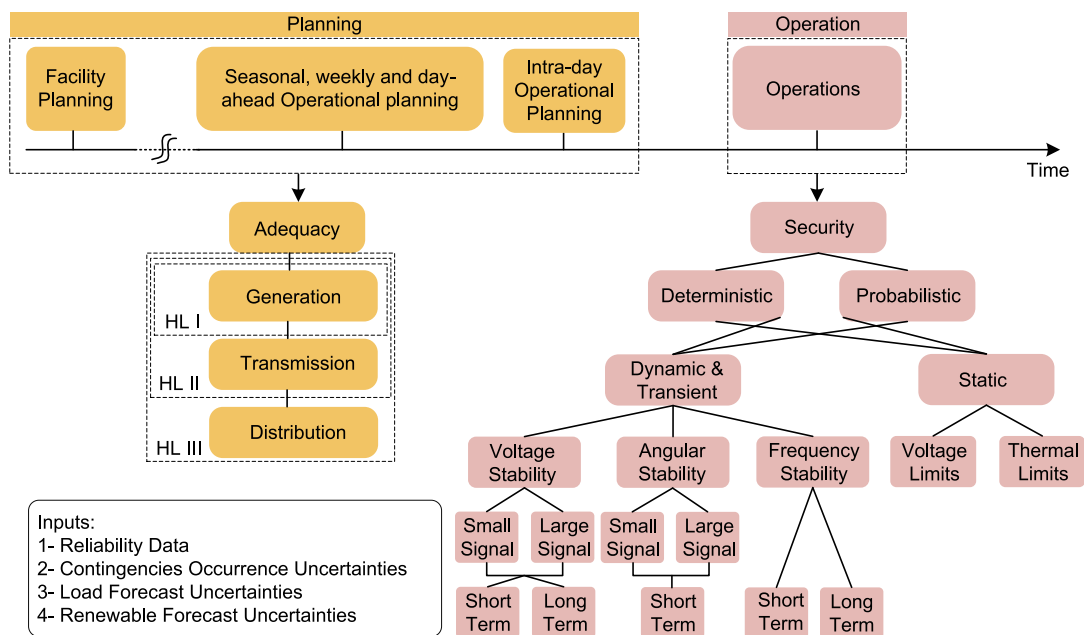 Planning
Operation
Facility
Planning
Seasonal, weekly and day-
ahead Operational planning
Intra-day
Operational
Planning
Operations
Time
Adequacy
Security
Generation
HL I
Deterministic
Probabilistic
Transmission
HL II
Dynamic &
Transient
Static
Distribution
HL III
Voltage
Stability
Angular
Stability
Frequency
Stability
Voltage
Limits
Thermal
Limits
Small
Signal
Large
Signal
Small
Signal
Large
Signal
Short
Term
Long
Term
Short
Term
Short
Term
Long
Term
Inputs:
1- Reliability Data
2- Contingencies Occurrence Uncertainties
3- Load Forecast Uncertainties
4- Renewable Forecast Uncertainties